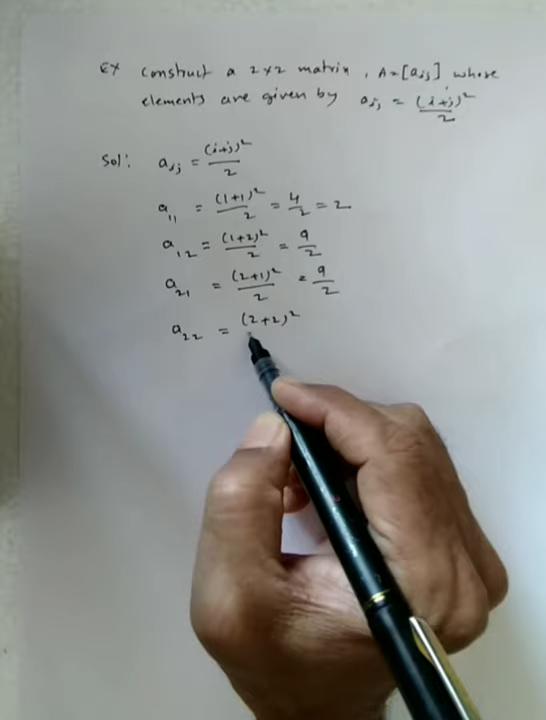 Ex Construct a 2×2 matrix, A=[aij] whose
elements are given by aij = (i+j)²/2
Sol: aij = (i+j)²/2
a11 = (1+1)²/2 = 4/2 = 2
a12 = (1+2)²/2 = 9/2
a21 = (2+1)²/2 = 9/2
a22 = (2+2)²